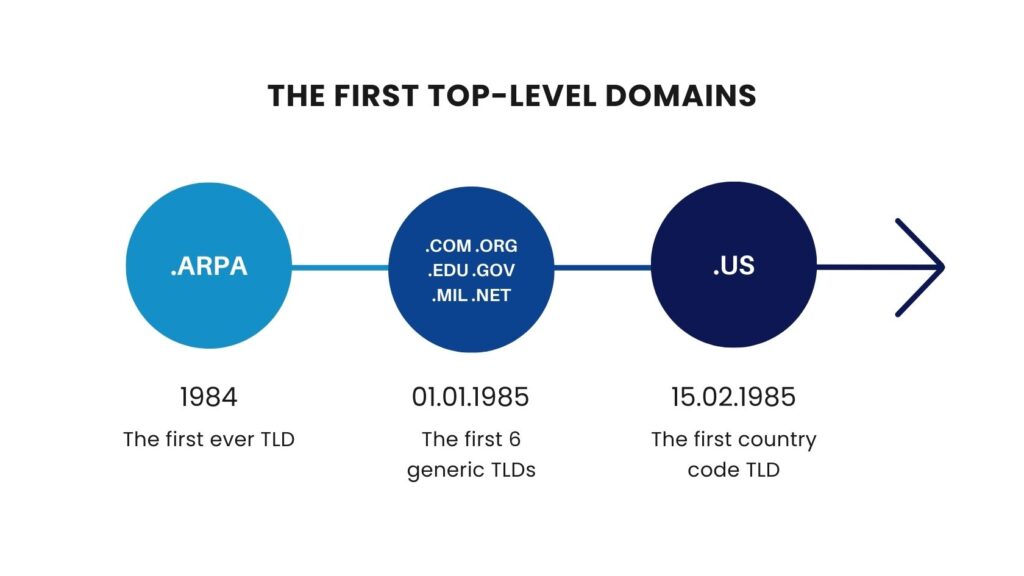 THE FIRST TOP-LEVEL DOMAINS
.ARPA
1984
The first ever TLD
.COM .ORG
.EDU .GOV
.MIL .NET
01.01.1985
The first 6
generic TLDs
.US
15.02.1985
The first country
code TLD